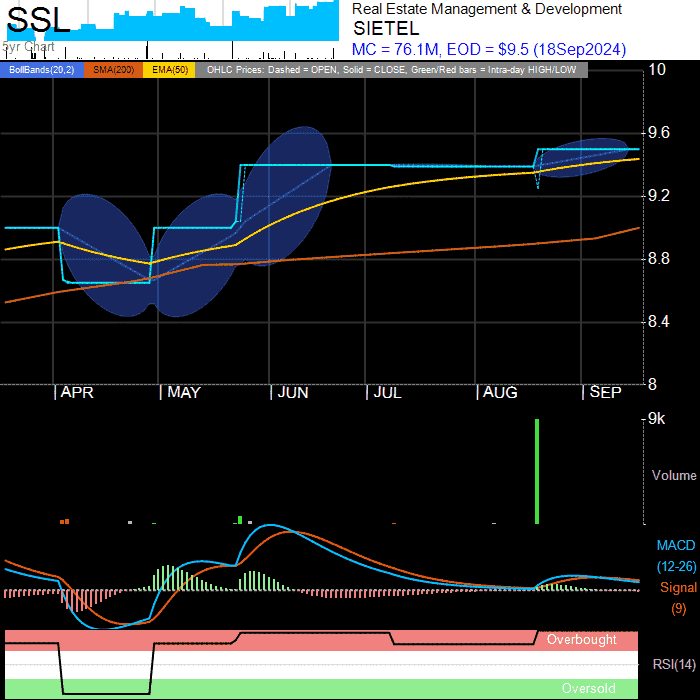 SSL
5yr Chart
Real Estate Management & Development
SIETEL
MC = 76.1M, EOD = $9.5 (18Sep2024)
BollBands(20,2) SMA(200) EMA(50) OHLC Prices: Dashed = OPEN, Solid = CLOSE, Green/Red bars = Intra-day HIGH/LOW
10
9.6
9.2
8.8
8.4
8
APR MAY JUN JUL AUG SEP
9k
Volume
MACD
(12-26)
Signal
(9)
Overbought
RSI(14)
Oversold